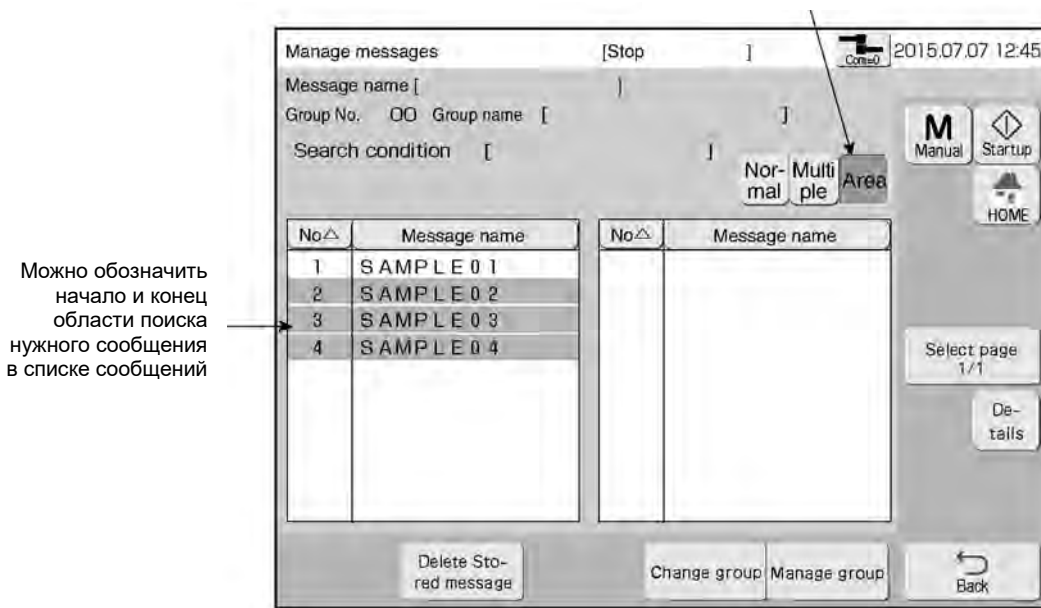 Manage messages [Stop ] Com=0 2015.07.07 12:45
Message name [ ]
Group No. 00 Group name [ ]
Search condition [ ]
Nor-
mal
Multi
ple
Area
M
Manual
Startup
HOME
No△ Message name No△ Message name
1 SAMPLE01
2 SAMPLE02
3 SAMPLE03
4 SAMPLE04
Можно обозначить
начало и конец
области поиска
нужного сообщения
в списке сообщений
Select page
1/1
De-
tails
Delete Sto-
red message
Change group Manage group
Back